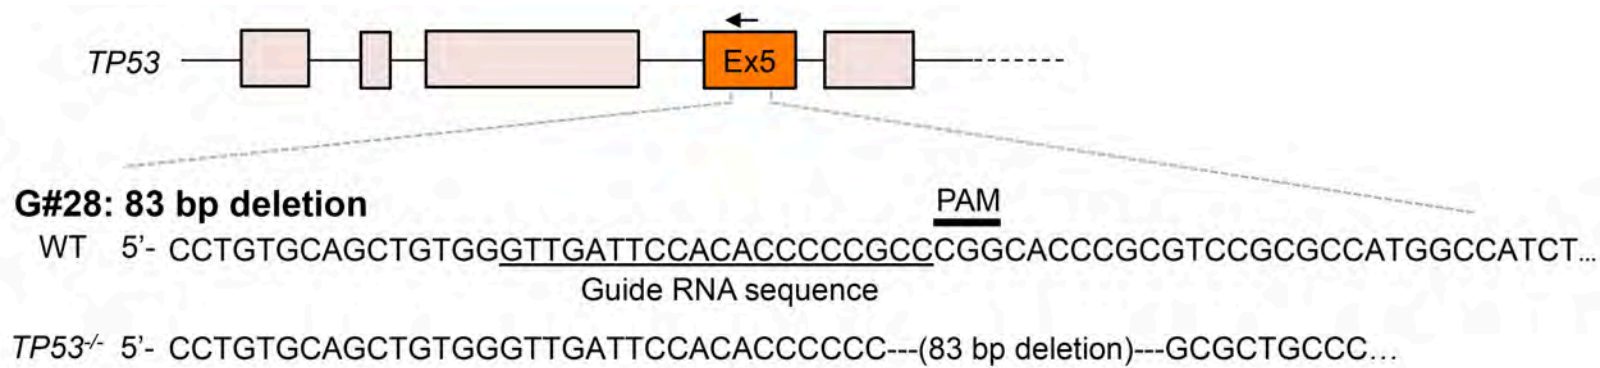 TP53 Ex5
G#28: 83 bp deletion
PAM
WT 5’- CCTGTGCAGCTGTGGGTTGATTCCACACCCCCGCCCGGCACCCGCGTCCGCGCCATGGCCATCT...
Guide RNA sequence
TP53-/- 5’- CCTGTGCAGCTGTGGGTTGATTCCACACCCCCC---(83 bp deletion)---GCGCTGCCC...